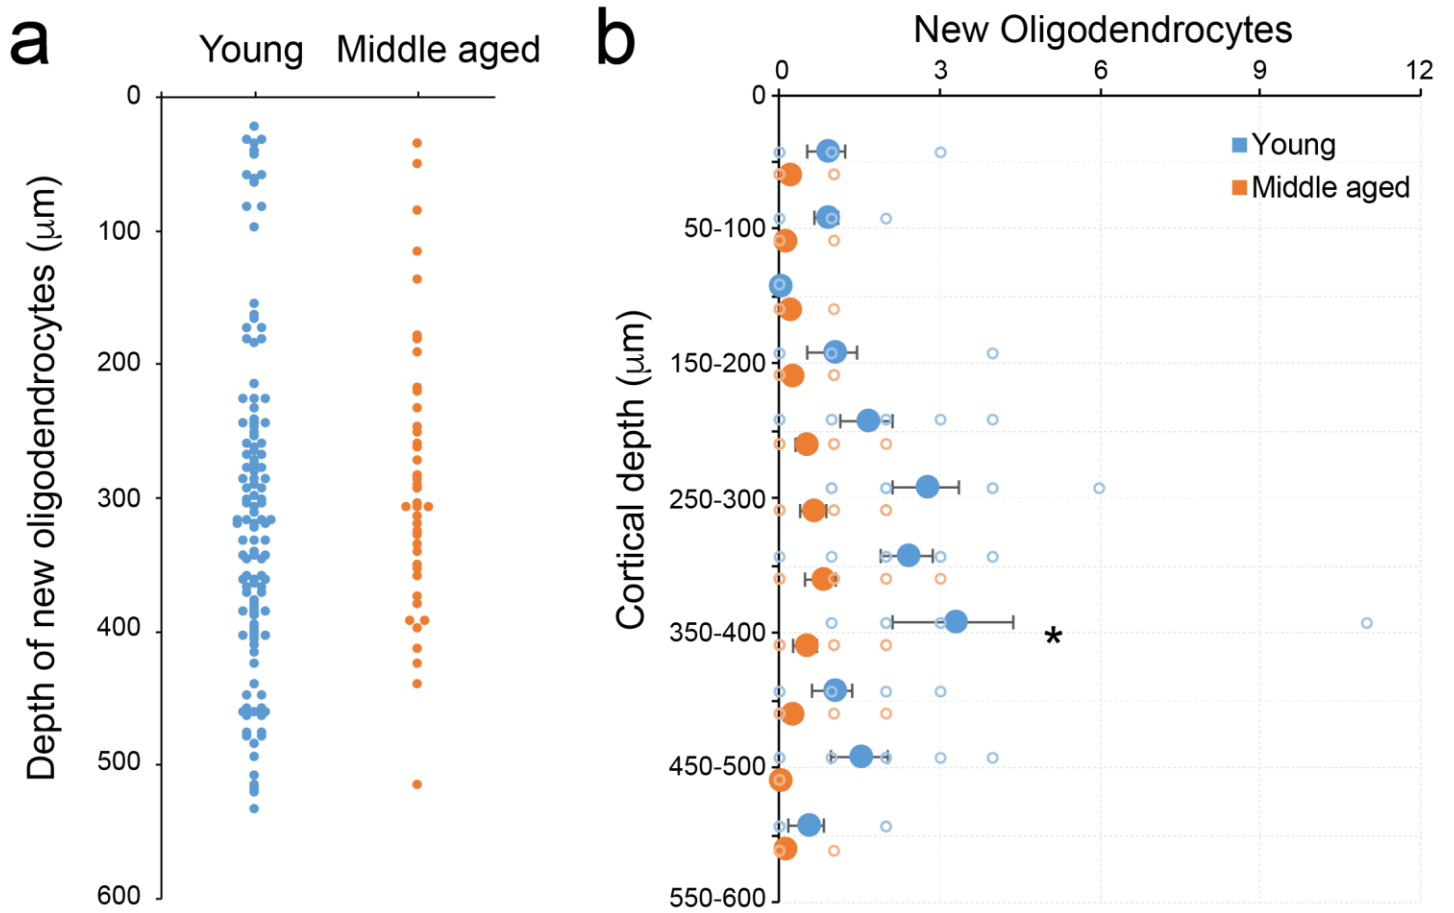 a
Young
Middle aged
0
100
200
300
400
500
600
Depth of new oligodendrocytes (μm)
b
New Oligodendrocytes
0 3 6 9 12
Young
Middle aged
0
50-100
150-200
250-300
350-400
450-500
550-600
Cortical depth (μm)
*